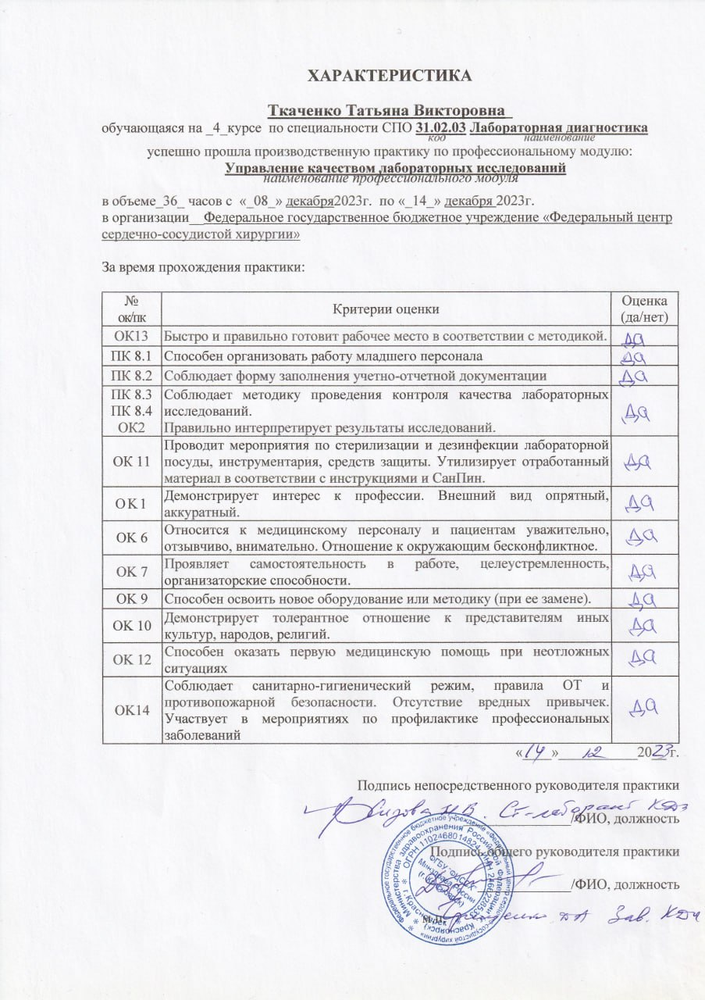 ХАРАКТЕРИСТИКА
Ткаченко Татьяна Викторовна
обучающаяся на _4_курсе по специальности СПО 31.02.03 Лабораторная диагностика
код наименование
успешно прошла производственную практику по профессиональному модулю:
Управление качеством лабораторных исследований
наименование профессионального модуля
в объеме_36_ часов с «_08_» декабря2023г. по «_14_» декабря 2023г.
в организации__Федеральное государственное бюджетное учреждение «Федеральный центр
сердечно-сосудистой хирургии»
За время прохождения практики:
№ ок/пк Критерии оценки Оценка (да/нет)
ОК13 Быстро и правильно готовит рабочее место в соответствии с методикой. да
ПК 8.1 Способен организовать работу младшего персонала да
ПК 8.2 Соблюдает форму заполнения учетно-отчетной документации да
ПК 8.3 Соблюдает методику проведения контроля качества лабораторных
ПК 8.4 исследований. да
ОК2 Правильно интерпретирует результаты исследований.
Проводит мероприятия по стерилизации и дезинфекции лабораторной
ОК 11 посуды, инструментария, средств защиты. Утилизирует отработанный да
материал в соответствии с инструкциями и СанПин.
ОК 1 Демонстрирует интерес к профессии. Внешний вид опрятный, да
аккуратный.
ОК 6 Относится к медицинскому персоналу и пациентам уважительно, да
отзывчиво, внимательно. Отношение к окружающим бесконфликтное.
ОК 7 Проявляет самостоятельность в работе, целеустремленность, да
организаторские способности.
ОК 9 Способен освоить новое оборудование или методику (при ее замене). да
ОК 10 Демонстрирует толерантное отношение к представителям иных да
культур, народов, религий.
ОК 12 Способен оказать первую медицинскую помощь при неотложных да
ситуациях
Соблюдает санитарно-гигиенический режим, правила ОТ и
ОК14 противопожарной безопасности. Отсутствие вредных привычек. да
Участвует в мероприятиях по профилактике профессиональных
заболеваний
«14» 12 2023г.
Подпись непосредственного руководителя практики
Ст-лаборант КДЛ
/ФИО, должность
Подпись общего руководителя практики
/ФИО, должность
Зав. КДЛ
М.П.